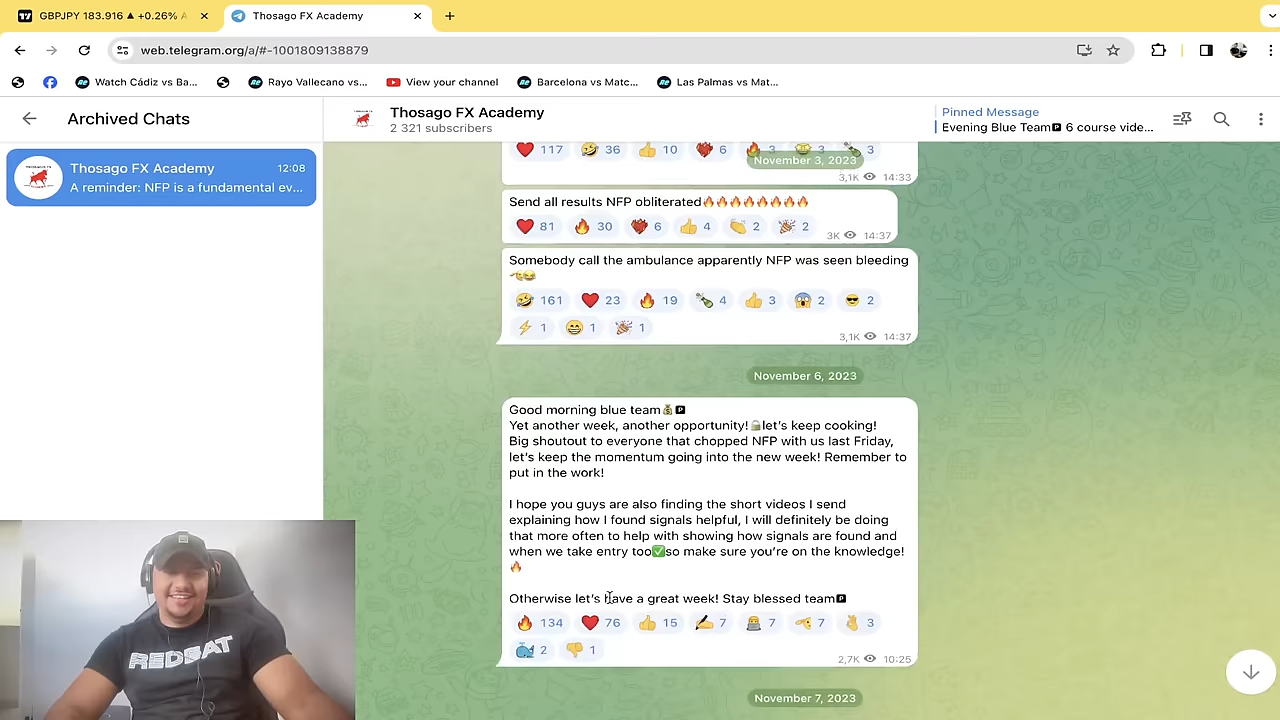 GBPJPY 183.916 ▲ +0.26%
Thosago FX Academy
web.telegram.org/a/#-1001809138879
Watch Cádiz vs Ba...
Rayo Vallecano vs...
View your channel
Barcelona vs Matc...
Las Palmas vs Mat...
Archived Chats
Thosago FX Academy
2 321 subscribers
Pinned Message
Evening Blue Team🅿 6 course vide...
Thosago FX Academy 12:08
A reminder: NFP is a fundamental ev...
❤️ 117 🤣 36 👍 10 ❤️‍🔥 6 🔥 3 3 🍾 3
November 3, 2023
3,1K 14:33
Send all results NFP obliterated🔥🔥🔥🔥🔥🔥🔥🔥
❤️ 81 🔥 30 ❤️‍🔥 6 👍 4 👏 2 🎉 2
3K 14:37
Somebody call the ambulance apparently NFP was seen bleeding
🤏😂
🤣 161 ❤️ 23 🔥 19 🍾 4 👍 3 😱 2 😎 2
⚡ 1 😁 1 🎉 1
3,1K 14:37
November 6, 2023
Good morning blue team💰🅿
Yet another week, another opportunity!🔒let's keep cooking!
Big shoutout to everyone that chopped NFP with us last Friday,
let's keep the momentum going into the new week! Remember to
put in the work!
I hope you guys are also finding the short videos I send
explaining how I found signals helpful, I will definitely be doing
that more often to help with showing how signals are found and
when we take entry too✅so make sure you're on the knowledge!
🔥
Otherwise let's have a great week! Stay blessed team🅿
🔥 134 ❤️ 76 👍 15 ✍️ 7 👨‍💻 7 🫡 7 🤞 3
🐳 2 👎 1
2,7K 10:25
November 7, 2023
REDBAT